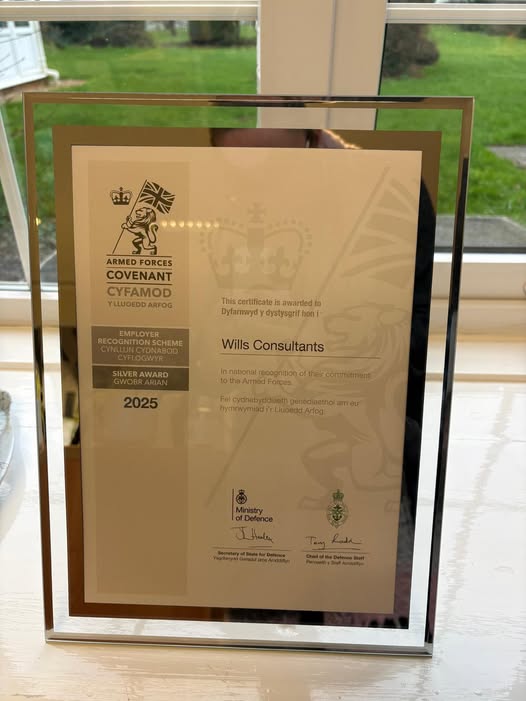 ARMED FORCES
COVENANT
CYFAMOD
Y LLUOEDD ARFOG
EMPLOYER
RECOGNITION SCHEME
CYNLLUN CYDNABOD
CYFLOGWYR
SILVER AWARD
GWOBR ARIAN
2025
This certificate is awarded to
Dyfarnwyd y dystysgrif hon i
Wills Consultants
In national recognition of their commitment
to the Armed Forces.
Fel cydnabyddiaeth genedlaethol am eu
hymrwymiad i'r Lluoedd Arfog.
Ministry
of Defence
Secretary of State for Defence
Chief of the Defence Staff
Pennaeth y Staff Amddiffyn